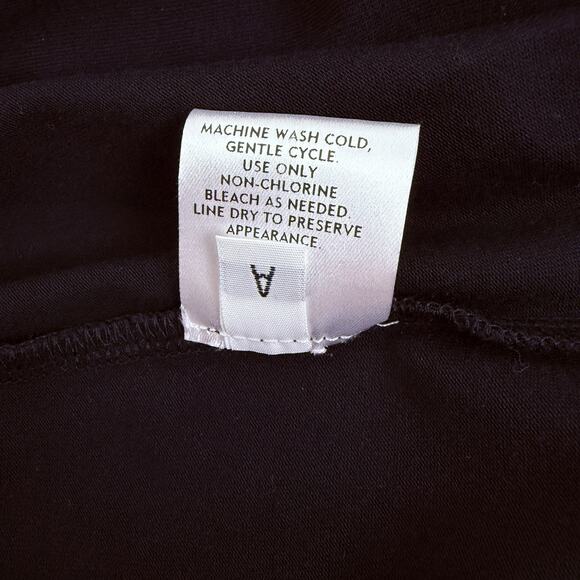 MACHINE WASH COLD,
GENTLE CYCLE.
USE ONLY
NON-CHLORINE
BLEACH AS NEEDED.
LINE DRY TO PRESERVE
APPEARANCE.
A